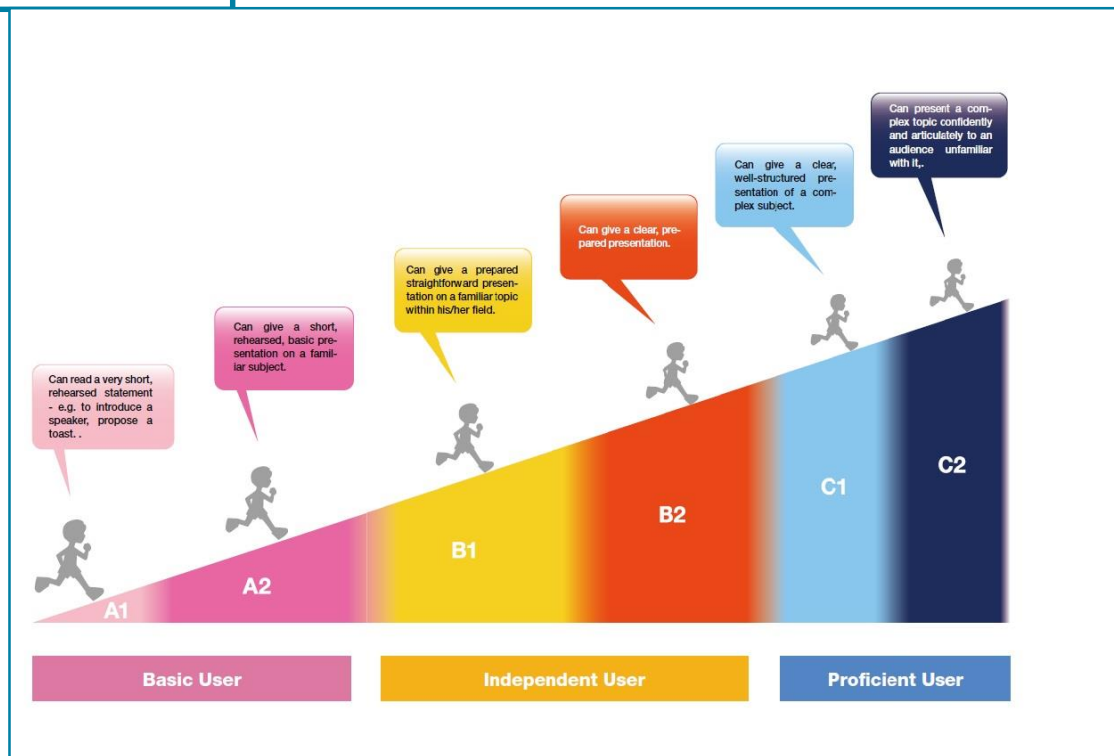 Can present a com-
plex topic confidently
and articulately to an
audience unfamiliar
with it,.
Can give a clear,
well-structured pre-
sentation of a com-
plex subject.
Can give a clear, pre-
pared presentation.
Can give a prepared
straightforward presen-
tation on a familiar topic
within his/her field.
Can give a short,
rehearsed, basic pre-
sentation on a famil-
iar subject.
Can read a very short,
rehearsed statement
- e.g. to introduce a
speaker, propose a
toast. .
A1
A2
B1
B2
C1
C2
Basic User
Independent User
Proficient User